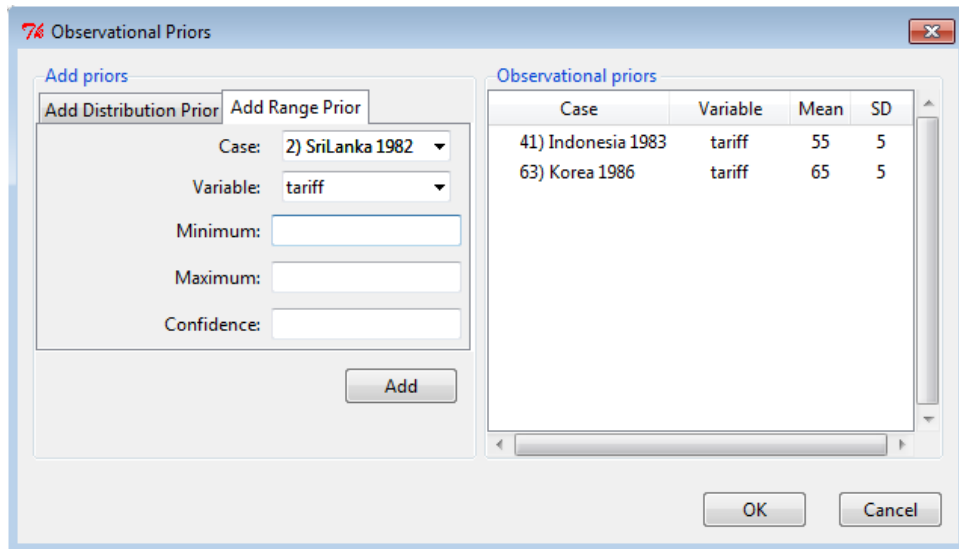 Observational Priors
Add priors
Add Distribution Prior
Add Range Prior
Case: 2) SriLanka 1982
Variable: tariff
Minimum:
Maximum:
Confidence:
Add
Observational priors
Case Variable Mean SD
41) Indonesia 1983 tariff 55 5
63) Korea 1986 tariff 65 5
OK
Cancel